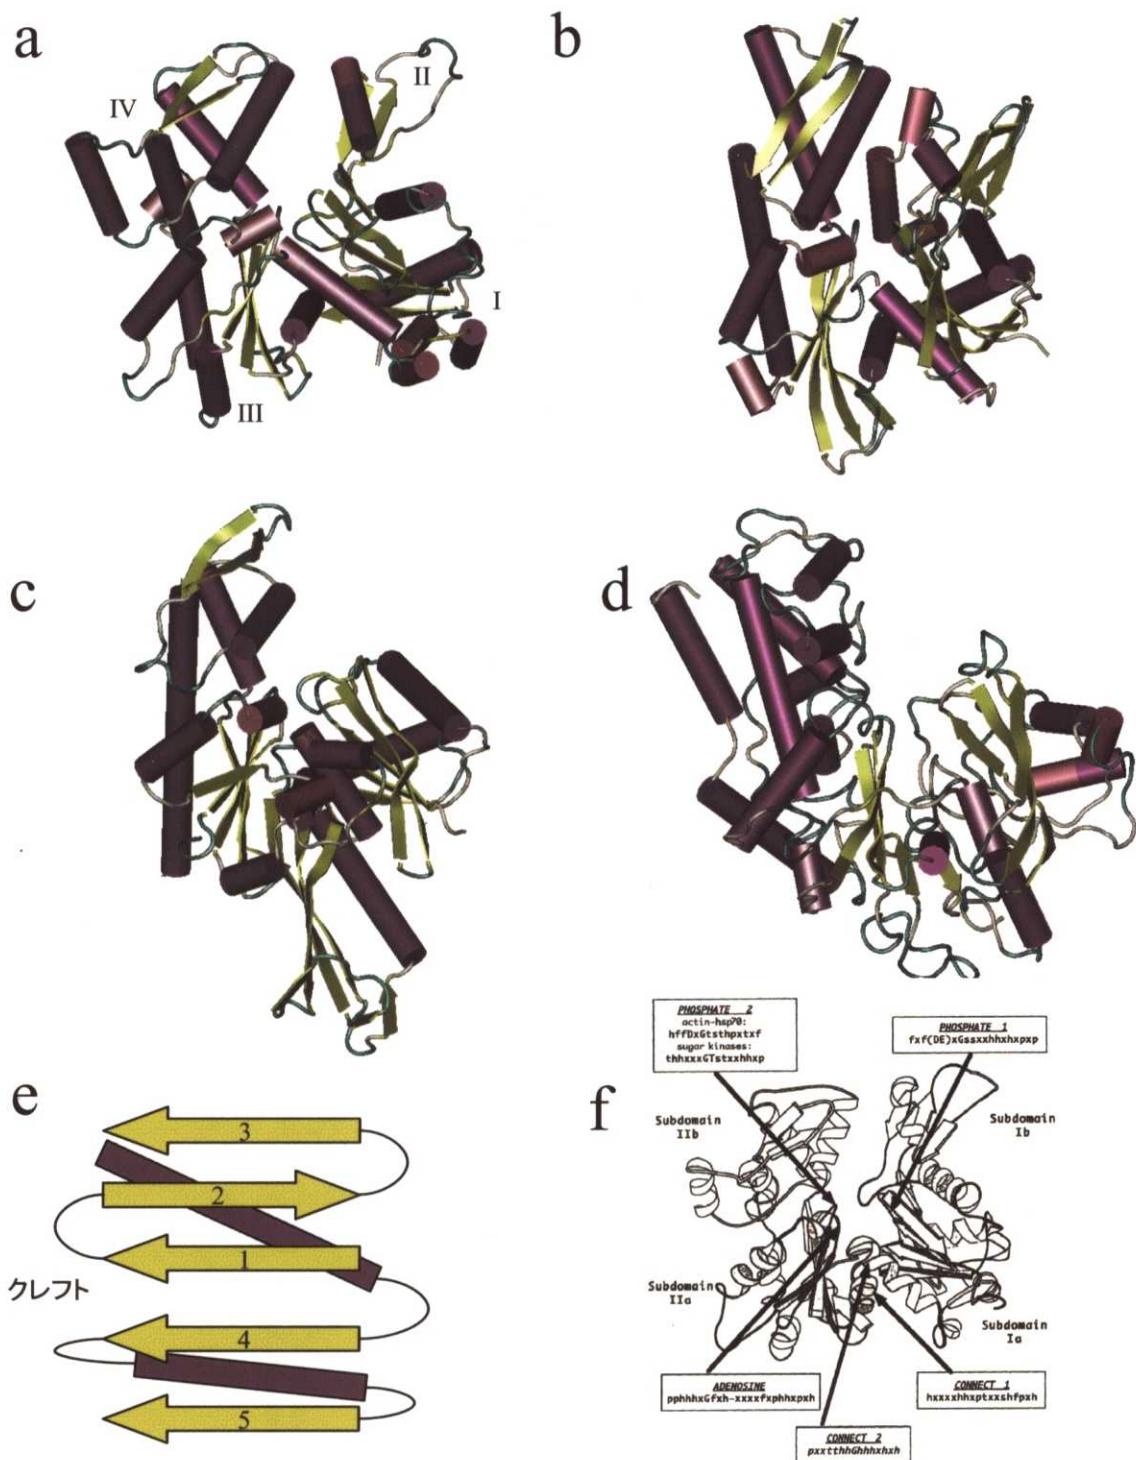 a
b
IV
II
I
III
c
d
e
3
2
1
クレフト
4
5
f
PHOSPHATE 2
actin-hsp70:
hffDxGtsthpxtxf
sugar kinases:
thhxxxGTstxxhhxp
PHOSPHATE 1
fxf(DE)xGssxxhhxhxpxp
Subdomain
IIb
Subdomain
Ib
Subdomain
IIa
Subdomain
Ia
ADENOSINE
pphhhxGfxh-xxxxfxphhxpxh
CONNECT 1
hxxxxhhxptxxshfpxh
CONNECT 2
pxxtthhGhhhxhxh